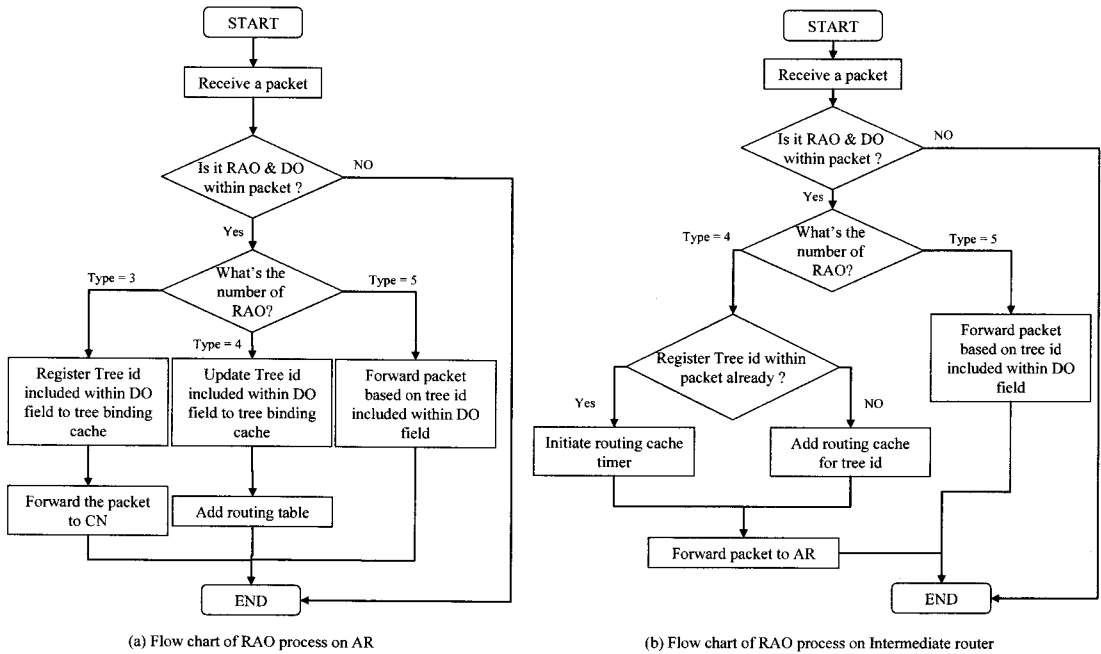 START
Receive a packet
Is it RAO & DO
within packet ?
NO
Yes
What's the
number of
RAO?
Type = 3
Type = 5
Type = 4
Register Tree id
included within DO
field to tree binding
cache
Update Tree id
included within DO
field to tree binding
cache
Forward packet
based on tree id
included within DO
field
Forward the packet
to CN
Add routing table
END
(a) Flow chart of RAO process on AR
START
Receive a packet
Is it RAO & DO
within packet ?
NO
Yes
What's the
number of
RAO?
Type = 4
Type = 5
Register Tree id within
packet already ?
Forward packet
based on tree id
included within DO
field
Yes
NO
Initiate routing cache
timer
Add routing cache
for tree id
Forward packet to AR
END
(b) Flow chart of RAO process on Intermediate router